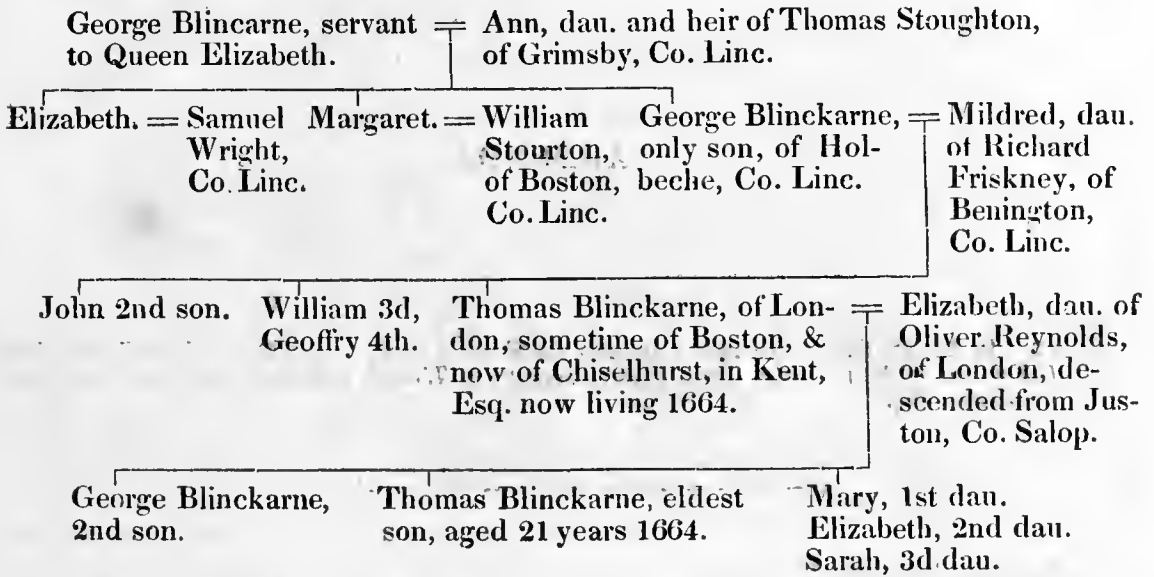 George Blincarne, servant = Ann, dau. and heir of Thomas Stoughton,
to Queen Elizabeth. of Grimsby, Co. Linc.
Elizabeth. = Samuel Wright, Co. Linc.
Margaret. = William Stourton, of Boston, Co. Linc.
George Blinckarne, = Mildred, dau.
only son, of Hol- of Richard
beche, Co. Linc. Friskney, of
Benington,
Co. Linc.
John 2nd son.
William 3d,
Geoffry 4th.
Thomas Blinckarne, of Lon- = Elizabeth, dau. of
don, sometime of Boston, & Oliver Reynolds,
now of Chiselhurst, in Kent, of London, de-
Esq. now living 1664. scended from Jus-
ton, Co. Salop.
George Blinckarne,
2nd son.
Thomas Blinckarne, eldest
son, aged 21 years 1664.
Mary, 1st dau.
Elizabeth, 2nd dau.
Sarah, 3d dau.